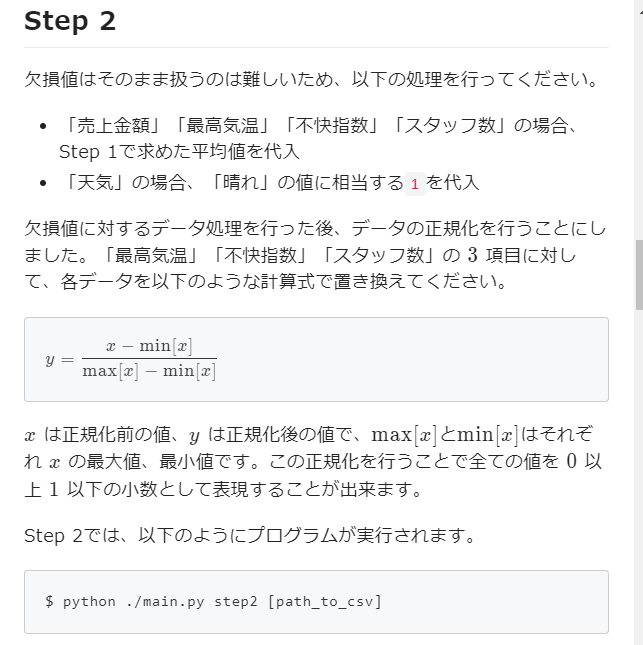 Step 2
欠損値はそのまま扱うのは難しいため、以下の処理を行ってください。
• 「売上金額」「最高気温」「不快指数」「スタッフ数」の場合、
Step 1で求めた平均値を代入
• 「天気」の場合、「晴れ」の値に相当する 1 を代入
欠損値に対するデータ処理を行った後、データの正規化を行うことにし
ました。「最高気温」「不快指数」「スタッフ数」の 3 項目に対し
て、各データを以下のような計算式で置き換えてください。
y = (x − min[x]) / (max[x] − min[x])
x は正規化前の値、y は正規化後の値で、max[x]とmin[x]はそれぞ
れ x の最大値、最小値です。この正規化を行うことで全ての値を 0 以
上 1 以下の小数として表現することが出来ます。
Step 2では、以下のようにプログラムが実行されます。
$ python ./main.py step2 [path_to_csv]